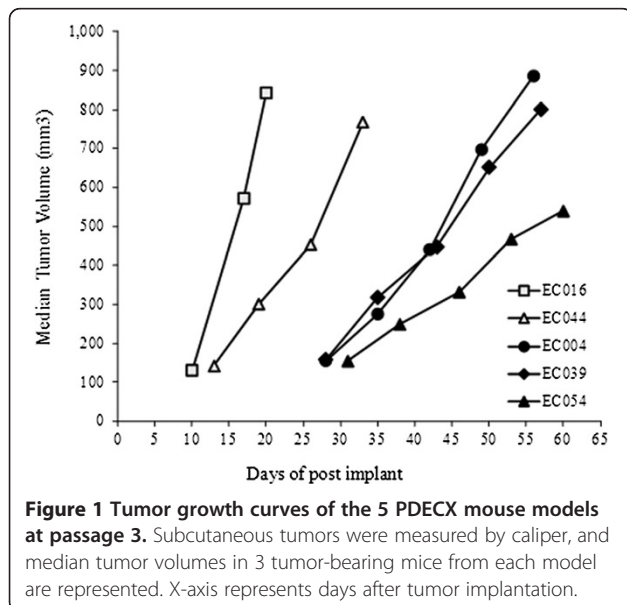 1,000
900
800
700
600
500
400
300
200
100
0
Median Tumor Volume (mm3)
EC016
EC044
EC004
EC039
EC054
0 5 10 15 20 25 30 35 40 45 50 55 60 65
Days of post implant
Figure 1 Tumor growth curves of the 5 PDECX mouse models
at passage 3. Subcutaneous tumors were measured by caliper, and
median tumor volumes in 3 tumor-bearing mice from each model
are represented. X-axis represents days after tumor implantation.